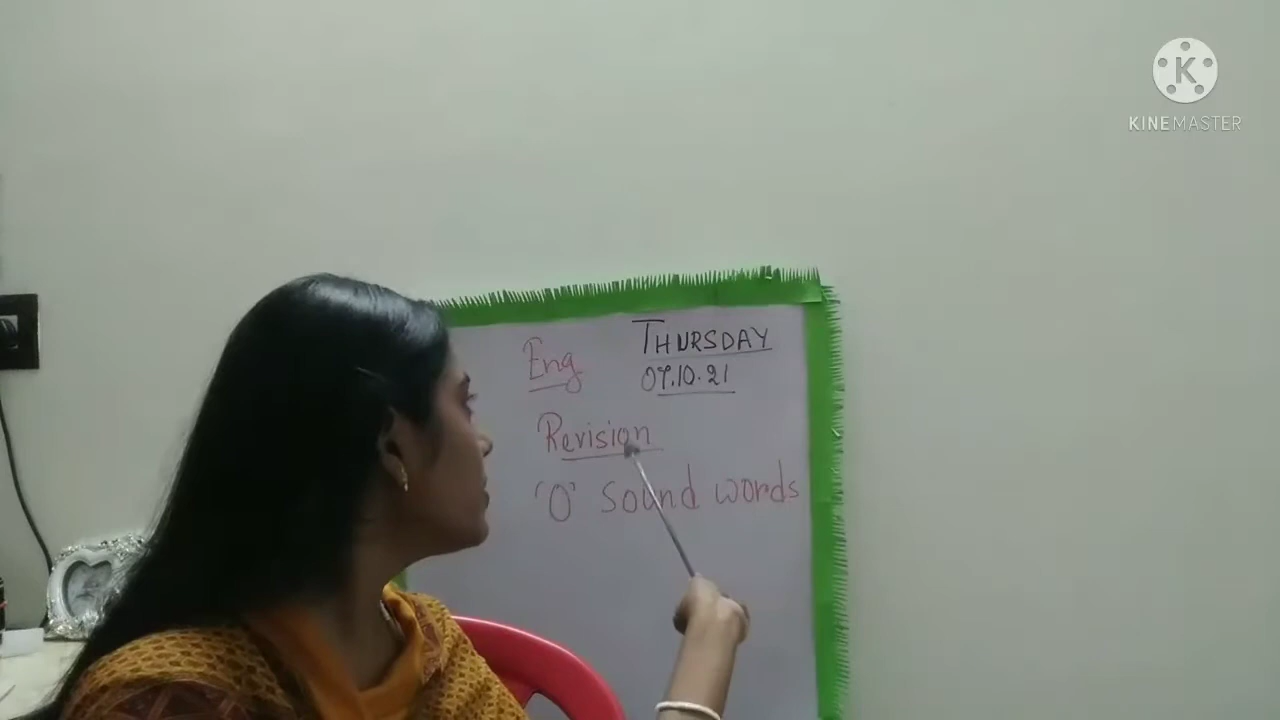 K
KINEMASTER
Eng
THURSDAY
07.10.21
Revision
'O' Sound words